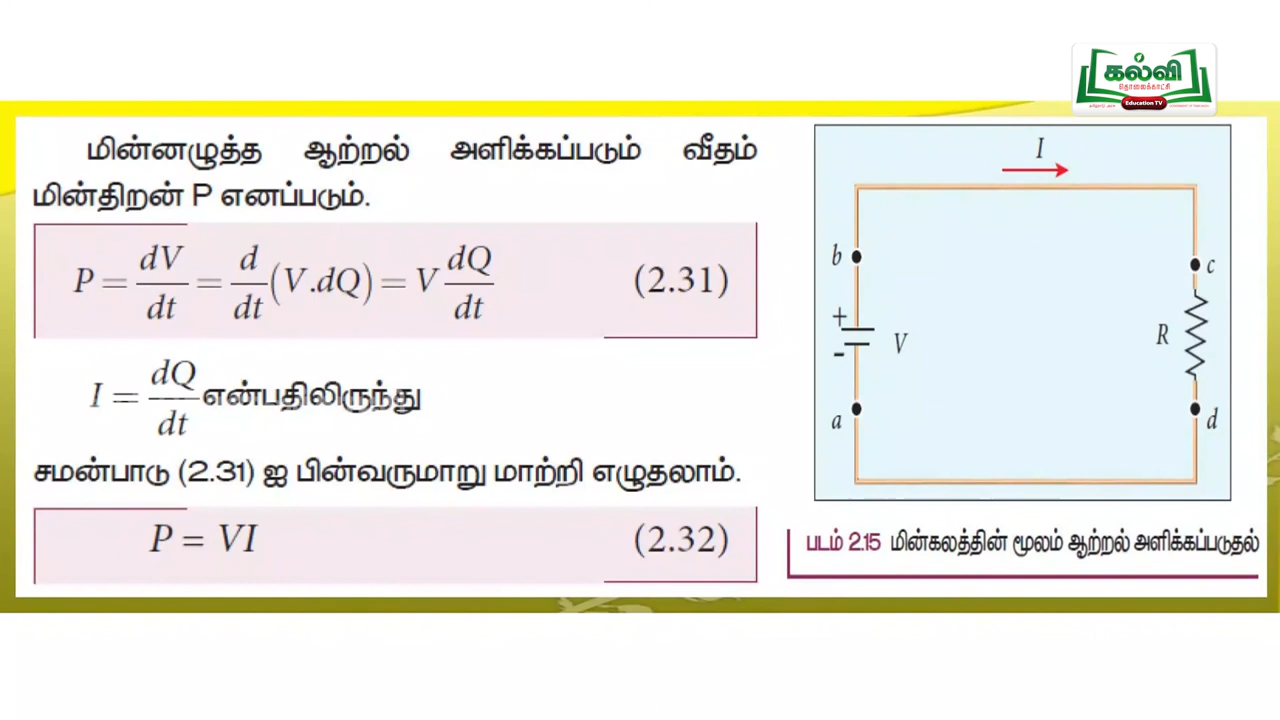 கல்வி
தொலைக்காட்சி
Education TV
மின்னழுத்த ஆற்றல் அளிக்கப்படும் வீதம்
மின்திறன் P எனப்படும்.
P = dV/dt = d/dt (V.dQ) = V dQ/dt (2.31)
I = dQ/dt என்பதிலிருந்து
சமன்பாடு (2.31) ஐ பின்வருமாறு மாற்றி எழுதலாம்.
P = VI (2.32)
I
b
c
+
V
R
-
a
d
படம் 2.15 மின்கலத்தின் மூலம் ஆற்றல் அளிக்கப்படுதல்